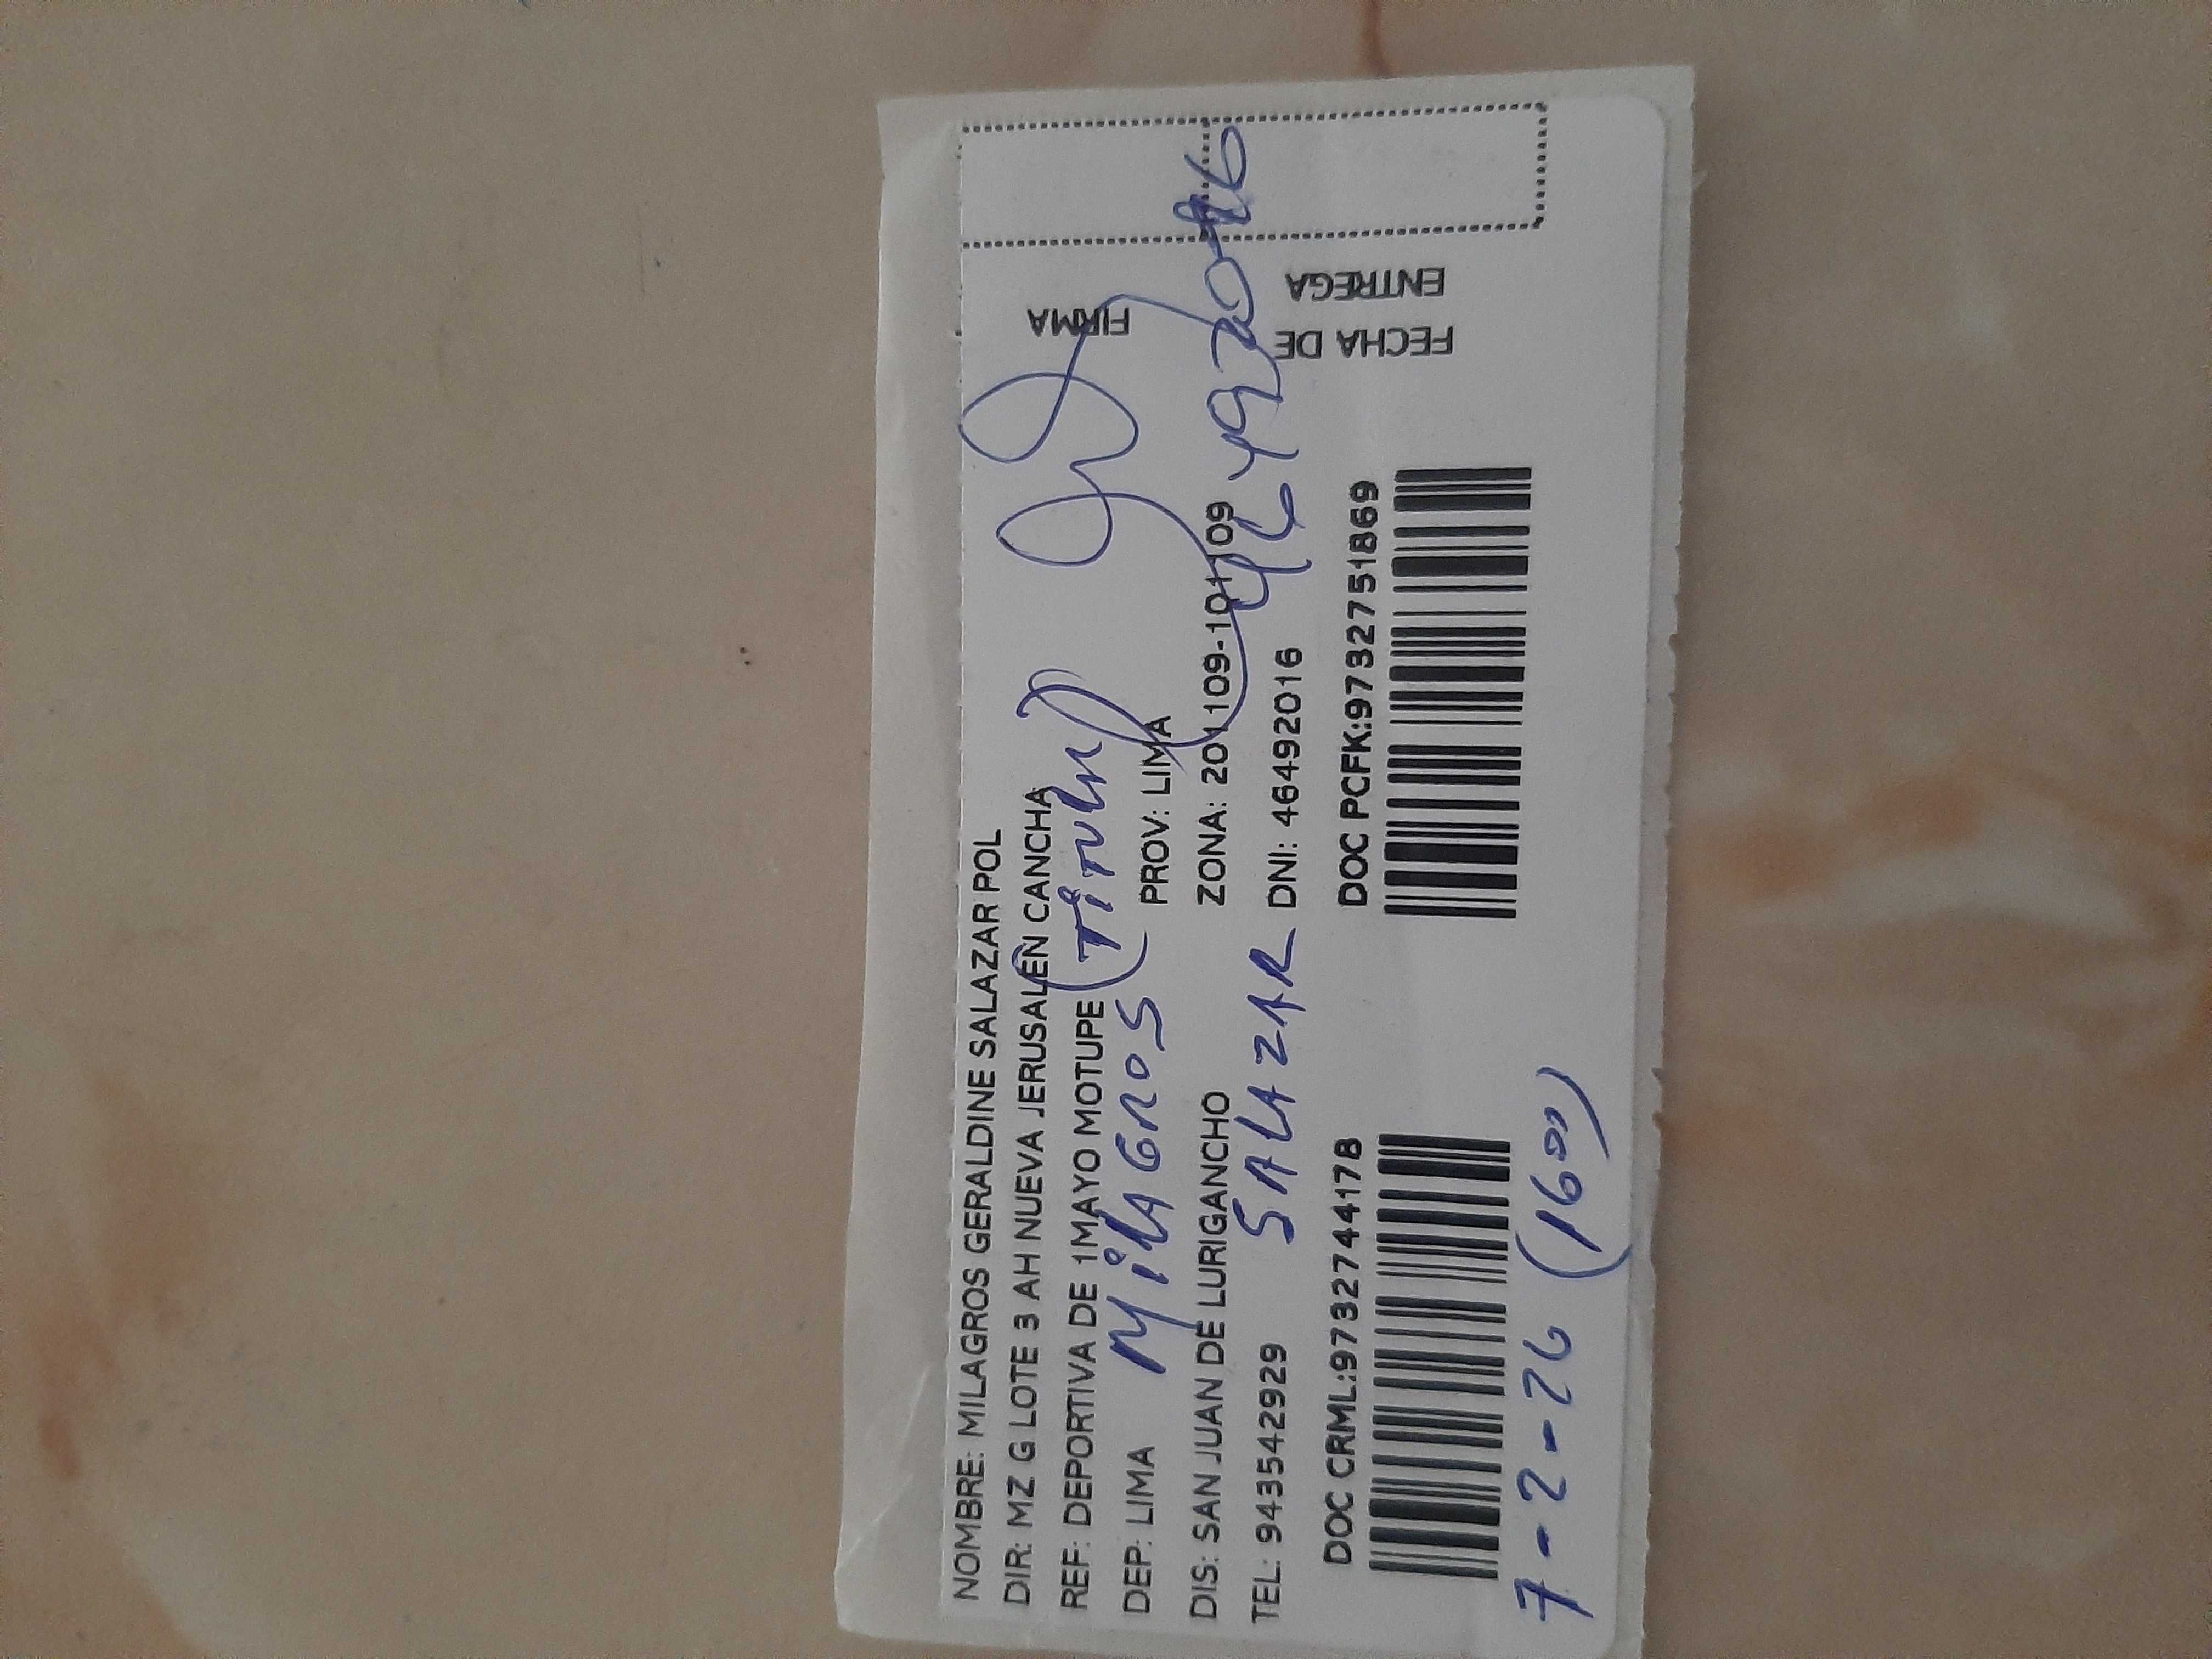 NOMBRE: MILAGROS GERALDINE SALAZAR POL
DIR: MZ G LOTE 3 AH NUEVA JERUSALEN CANCHA
REF: DEPORTIVA DE 1MAYO MOTUPE
(Titular)
DEP: LIMA
MilAGROS
PROV: LIMA
DIS: SAN JUAN DE LURIGANCHO
ZONA: 201109-101109
TEL: 943542929
SALAZAR
DNI: 46492016
46492016
FIRMA
FECHA DE
ENTREGA
DOC CRML:9732744178
DOC PCFK:9732751869
7-2-26 (1600)